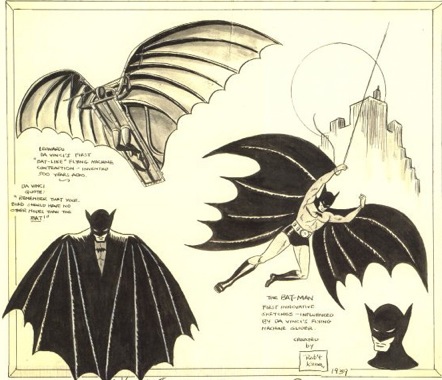 LEONARDO
DA VINCI'S FIRST
"BAT-LIKE" FLYING MACHINE
CONTRAPTION - INVENTED
500 YEARS AGO.
DA VINCI
QUOTE:
"REMEMBER THAT YOUR
BIRD SHOULD HAVE NO
OTHER MODEL THAN THE
BAT!"
THE BAT-MAN
FIRST INNOVATIVE
SKETCHES - INFLUENCED
BY DA VINCI'S FLYING
MACHINE GLIDER.
CREATED
by
Rob't
Kane
1939